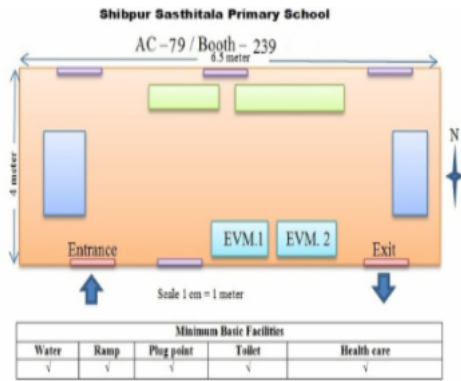 Shibpur Sasthitala Primary School
AC –79 / Booth – 239
6.5 meter
4 meter
N
EVM.1 EVM. 2
Entrance Exit
Scale 1 cm = 1 meter
Minimum Basic Facilities
Water Ramp Plug point Toilet Health care
√ √ √ √ √